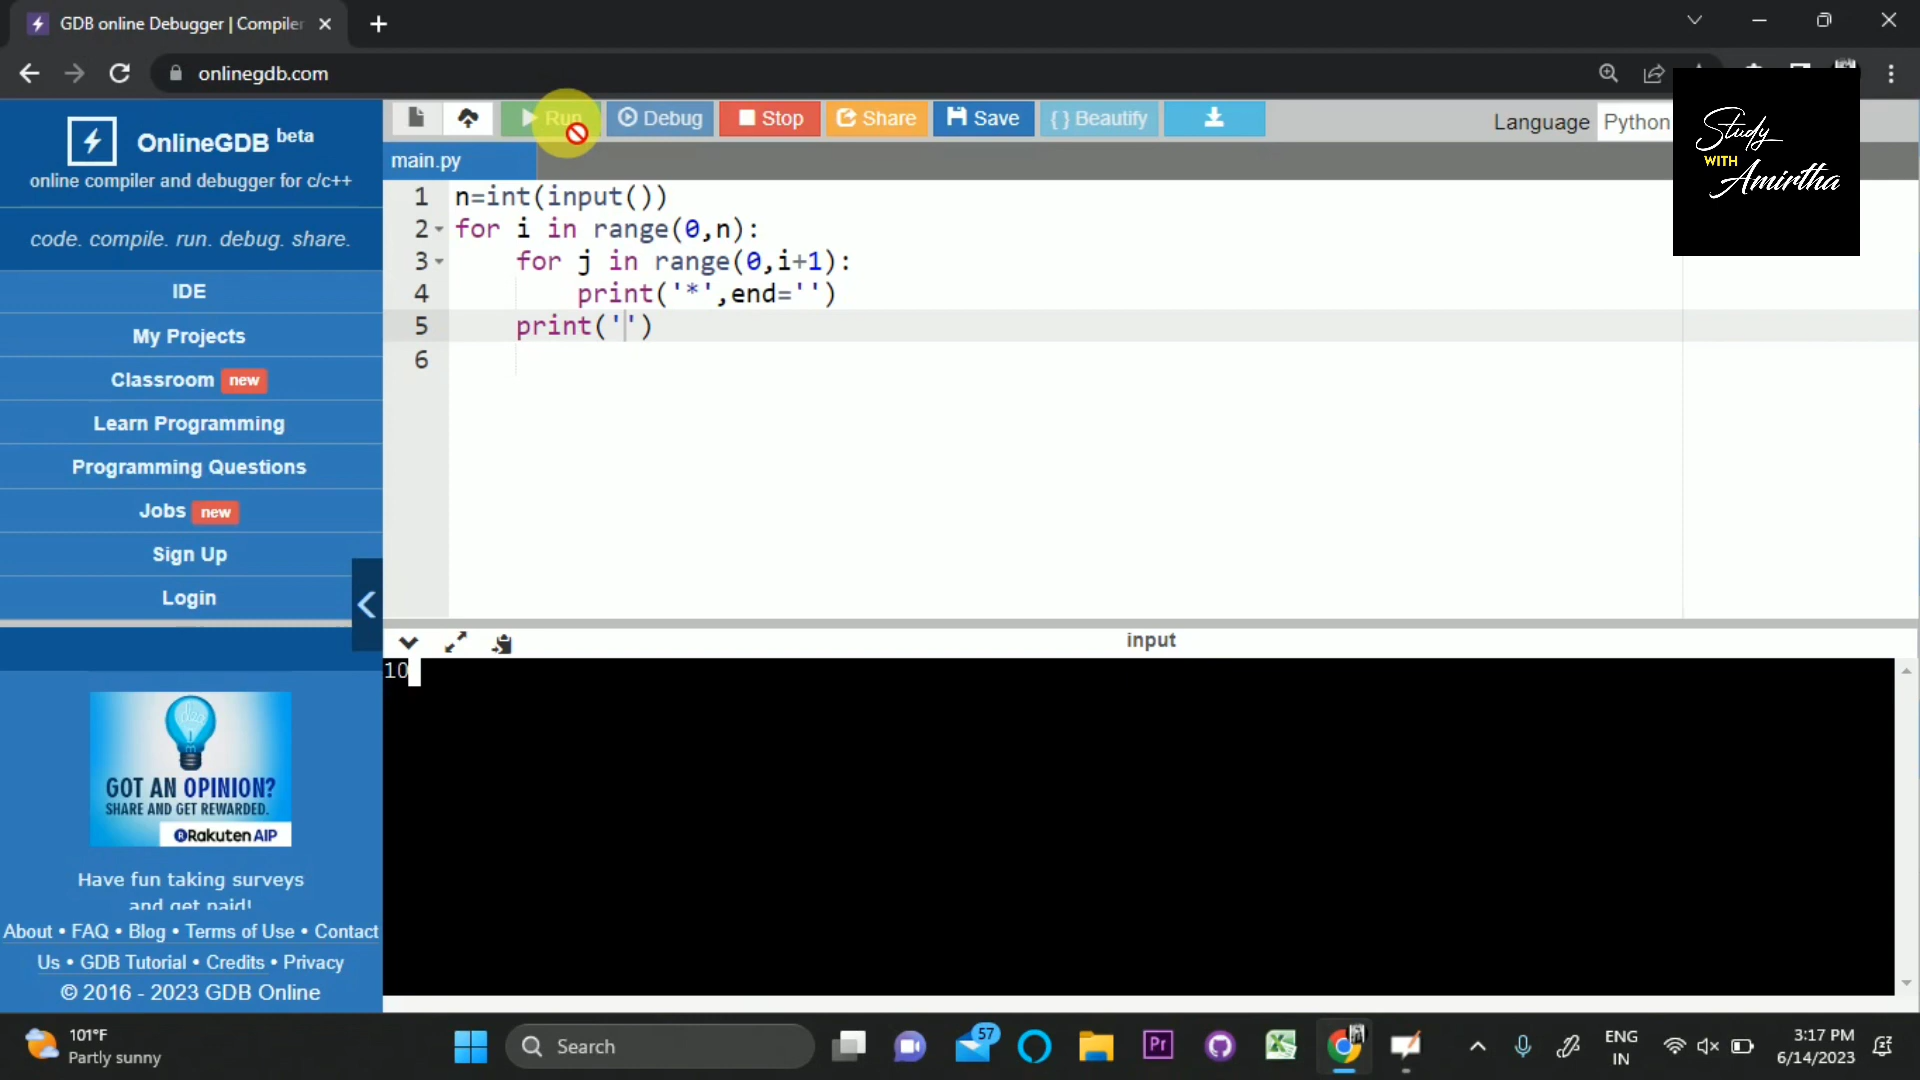 GDB online Debugger | Compiler
onlinegdb.com
OnlineGDB beta
online compiler and debugger for c/c++
code. compile. run. debug. share.
IDE
My Projects
Classroom new
Learn Programming
Programming Questions
Jobs new
Sign Up
Login
GOT AN OPINION?
SHARE AND GET REWARDED.
Rakuten AIP
Have fun taking surveys
and get paid!
About • FAQ • Blog • Terms of Use • Contact
Us • GDB Tutorial • Credits • Privacy
© 2016 - 2023 GDB Online
Run Debug Stop Share Save { } Beautify
Language Python
Study
WITH
Amirtha
main.py
1 n=int(input())
2 for i in range(0,n):
3 for j in range(0,i+1):
4 print('*',end='')
5 print('')
6
input
10
101°F
Partly sunny
Search
57
Pr
ENG
IN
3:17 PM
6/14/2023